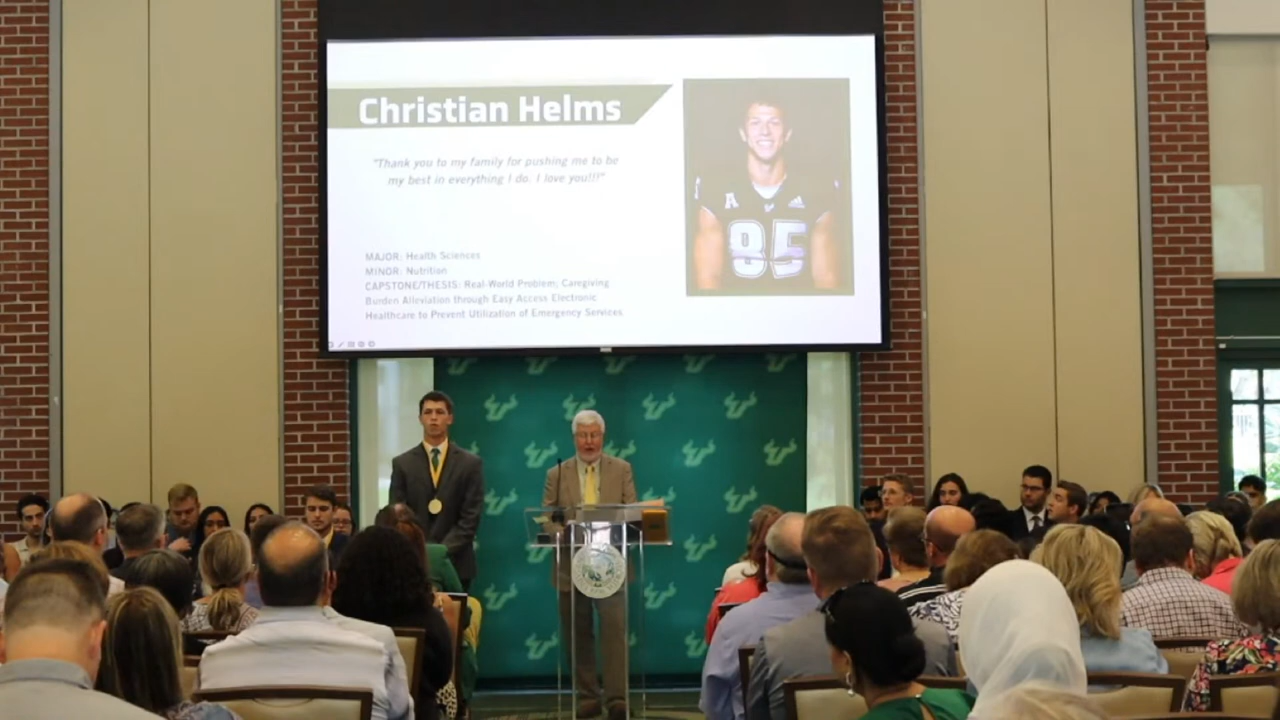 Christian Helms
"Thank you to my family for pushing me to be
my best in everything I do. I love you!!!"
MAJOR: Health Sciences
MINOR: Nutrition
CAPSTONE/THESIS: Real-World Problem; Caregiving
Burden Alleviation through Easy Access Electronic
Healthcare to Prevent Utilization of Emergency Services
A
85